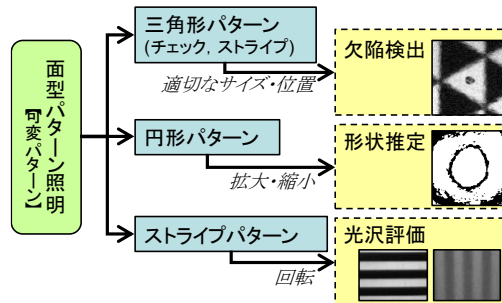 面型パターン照明
【可変パターン】
三角形パターン
(チェック, ストライプ)
適切なサイズ・位置
欠陥検出
円形パターン
拡大・縮小
形状推定
ストライプパターン
回転
光沢評価